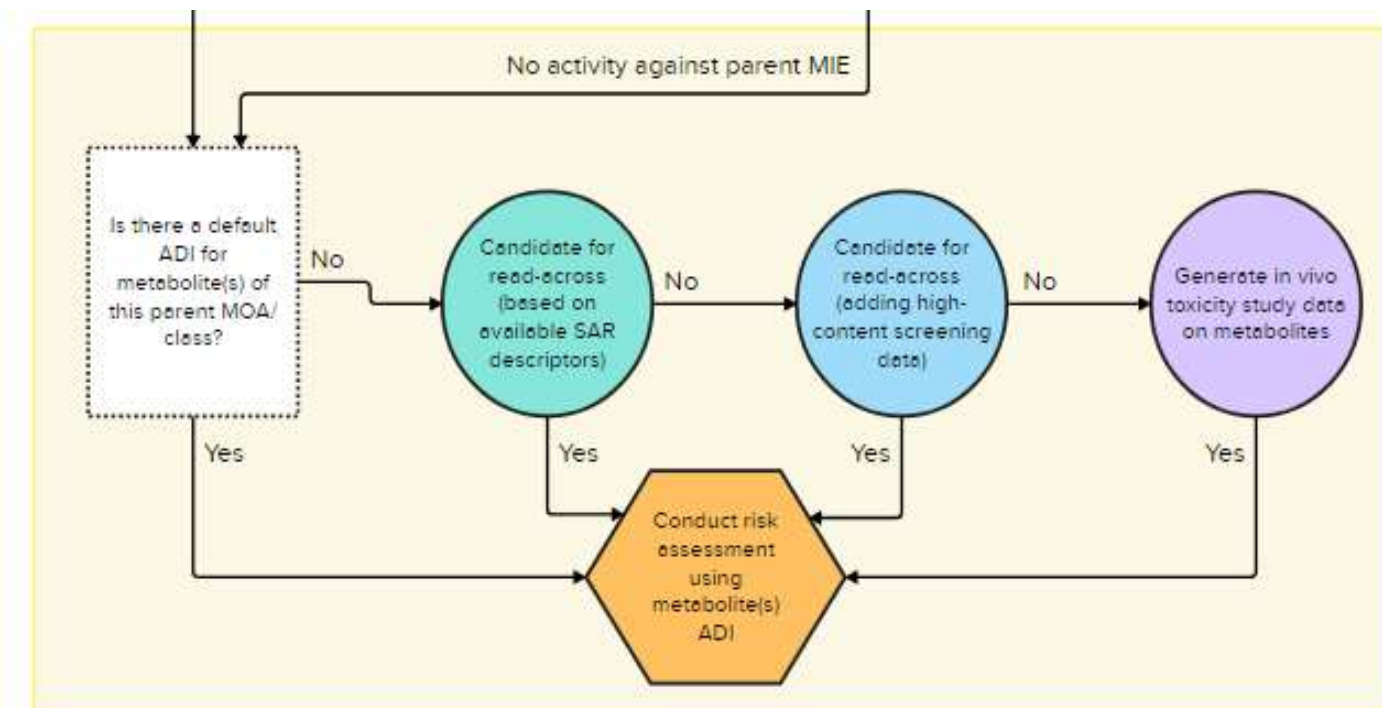 No activity against parent MIE
Is there a default
ADI for
metabolite(s) of
this parent MOA/
class?
No
Candidate for
read-across
(based on
available SAR
descriptors)
No
Candidate for
read-across
(adding high-
content screening
data)
No
Generate in vivo
toxicity study data
on metabolites
Yes
Yes
Yes
Yes
Conduct risk
assessment
using
metabolite(s)
ADI